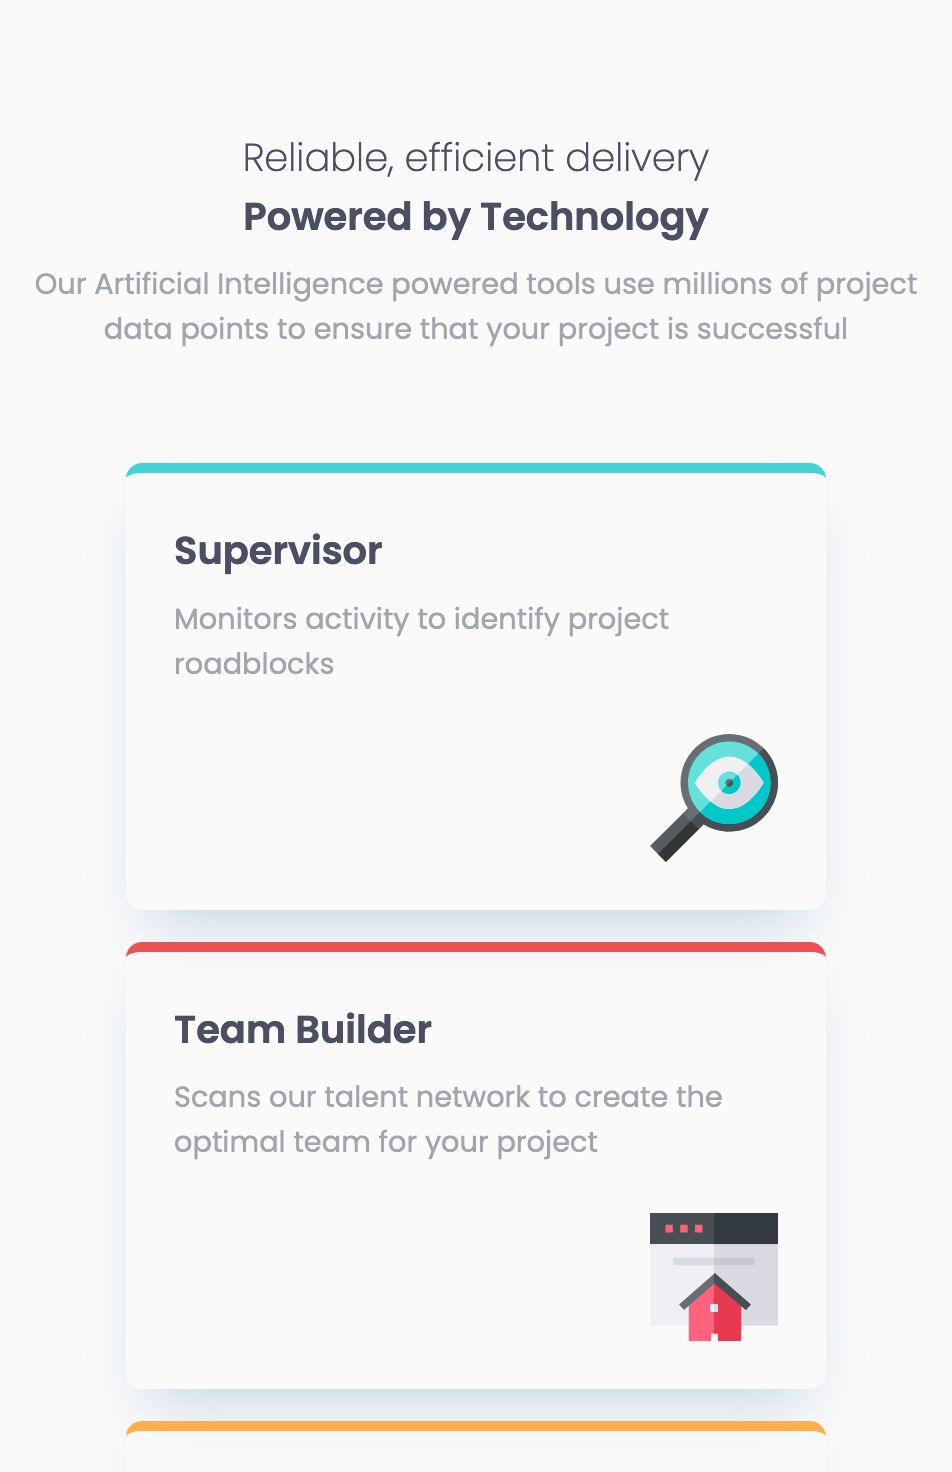 Reliable, efficient delivery
Powered by Technology
Our Artificial Intelligence powered tools use millions of project
data points to ensure that your project is successful
Supervisor
Monitors activity to identify project
roadblocks
Team Builder
Scans our talent network to create the
optimal team for your project